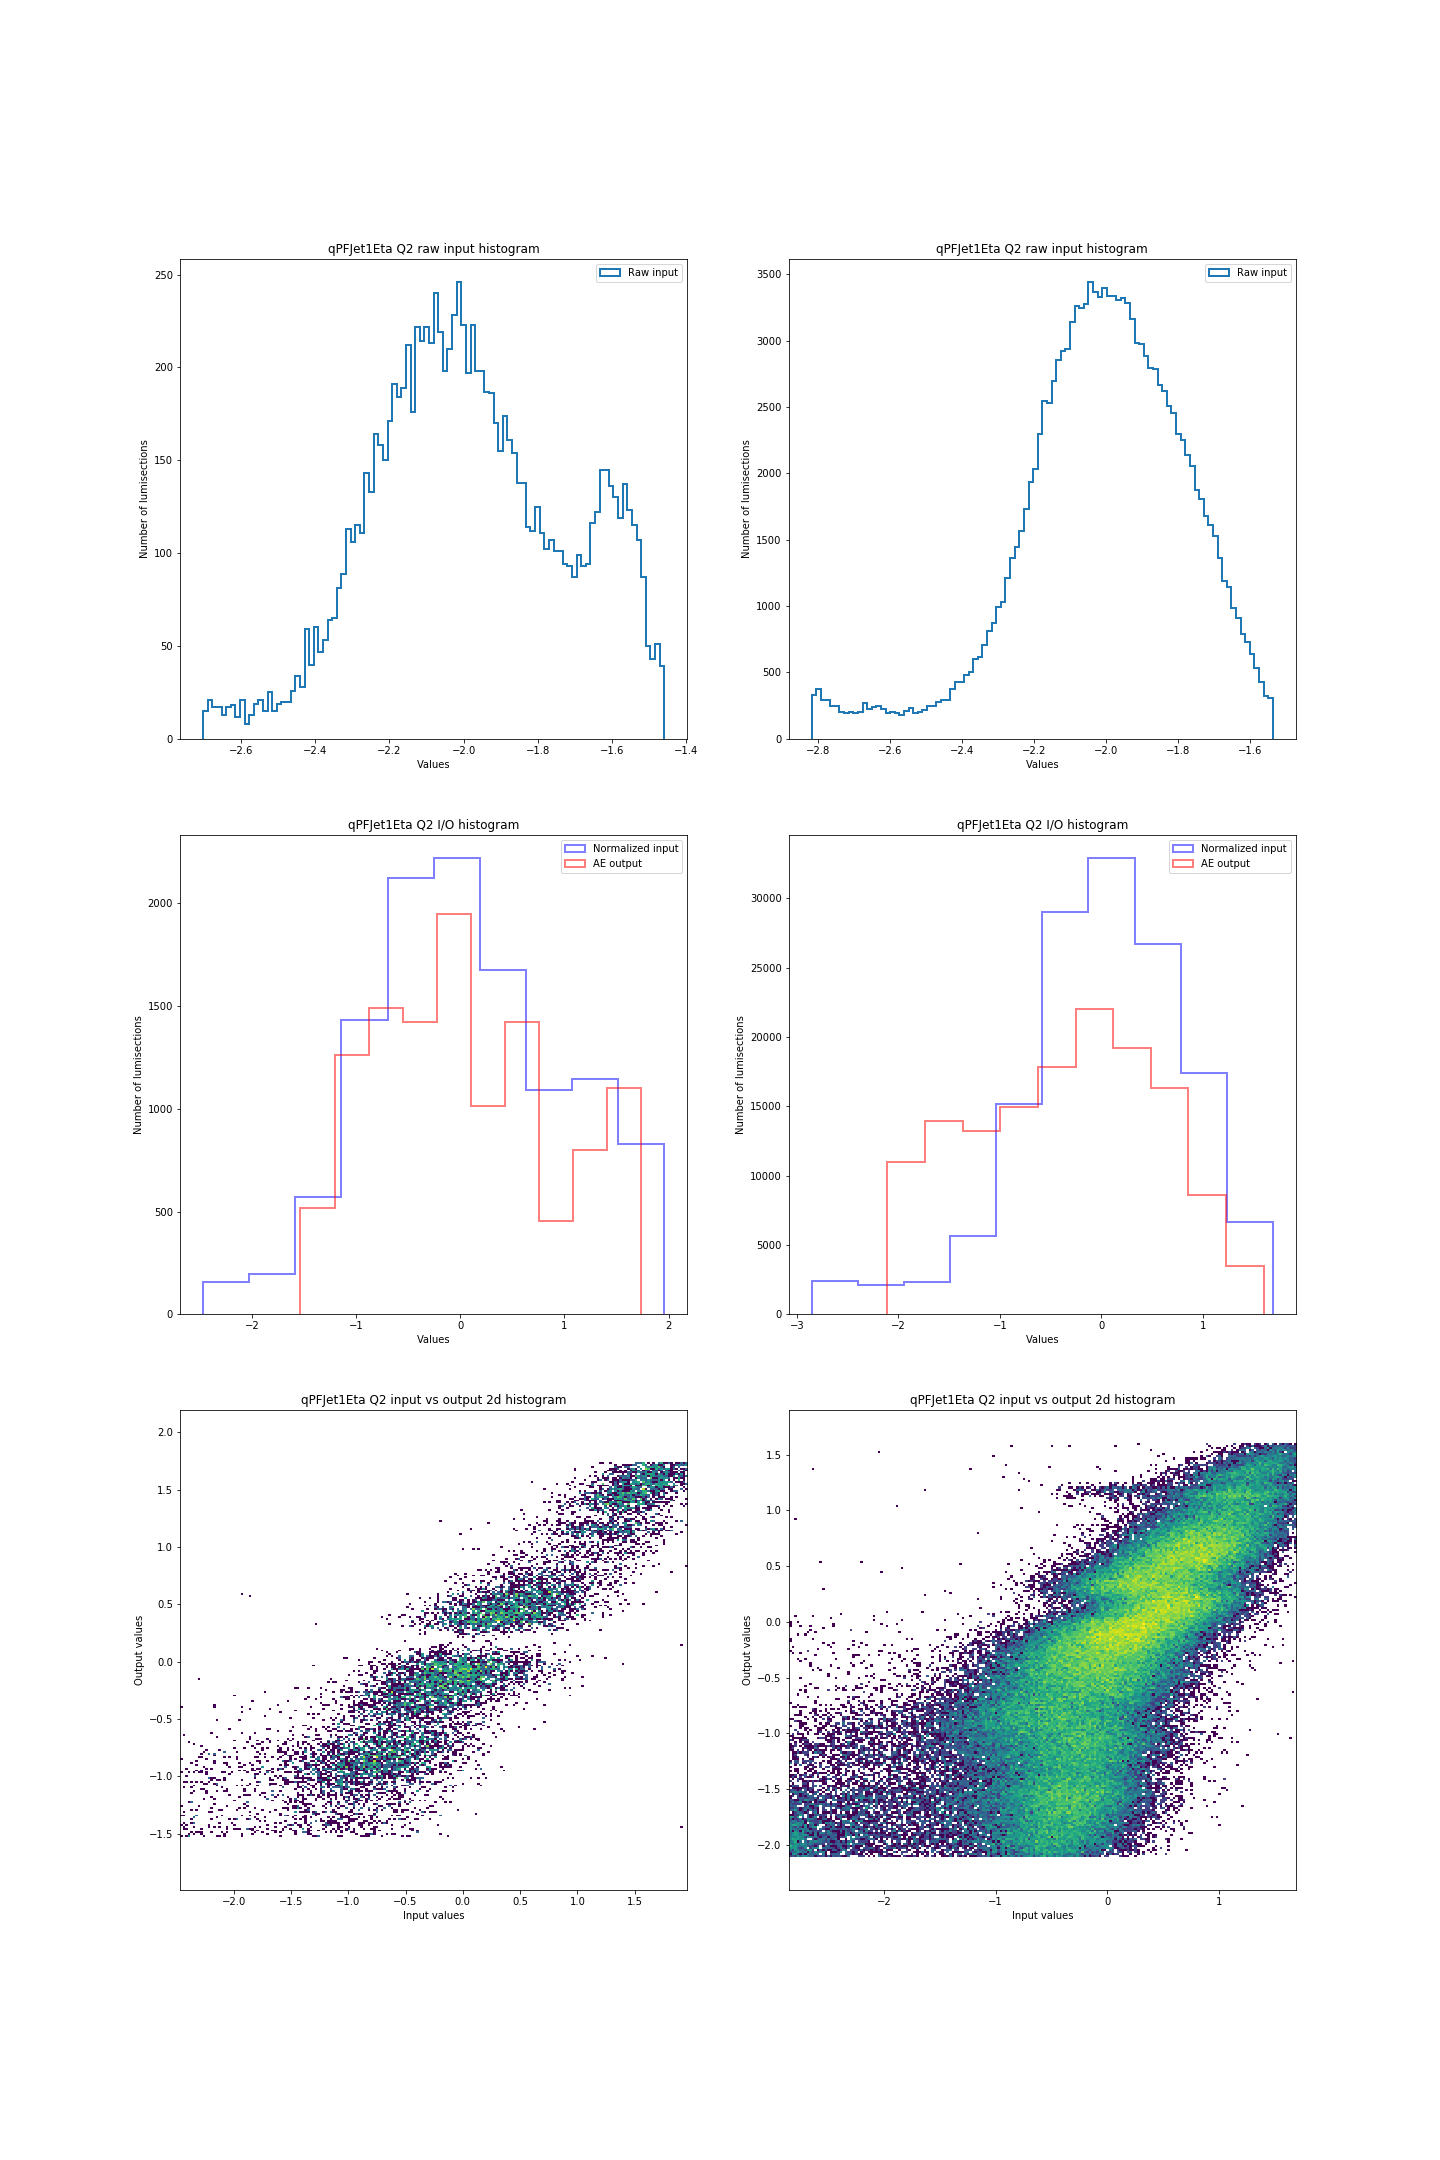 qPFJet1Eta Q2 raw input histogram
Raw input
250
200
150
100
50
0
−2.6 −2.4 −2.2 −2.0 −1.8 −1.6 −1.4
Values
Number of lumisections
qPFJet1Eta Q2 raw input histogram
Raw input
3500
3000
2500
2000
1500
1000
500
0
−2.8 −2.6 −2.4 −2.2 −2.0 −1.8 −1.6
Values
Number of lumisections
qPFJet1Eta Q2 I/O histogram
Normalized input
AE output
2000
1500
1000
500
0
−2 −1 0 1 2
Values
Number of lumisections
qPFJet1Eta Q2 I/O histogram
Normalized input
AE output
30000
25000
20000
15000
10000
5000
0
−3 −2 −1 0 1
Values
Number of lumisections
qPFJet1Eta Q2 input vs output 2d histogram
2.0
1.5
1.0
0.5
0.0
−0.5
−1.0
−1.5
−2.0 −1.5 −1.0 −0.5 0.0 0.5 1.0 1.5
Input values
Output values
qPFJet1Eta Q2 input vs output 2d histogram
1.5
1.0
0.5
0.0
−0.5
−1.0
−1.5
−2.0
−2 −1 0 1
Input values
Output values